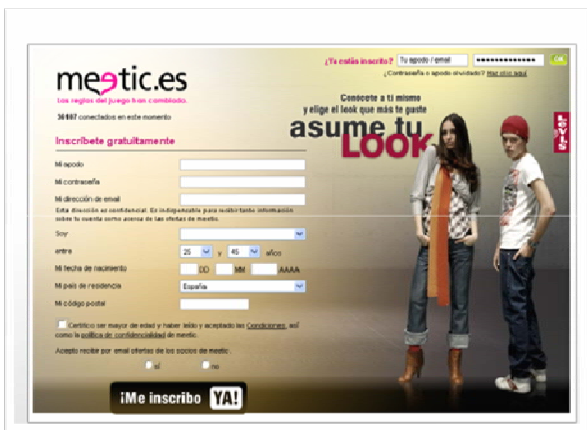 ¿Ya estás inscrito? Tu apodo / email •••••••••••••
¿Contraseña o apodo olvidado? Haz clic aquí
meetic.es
Las reglas del juego han cambiado.
conectados en este momento
Conócete a ti mismo
y elige el look que más te guste
asume tu
LOOK
LEVI'S
Inscríbete gratuitamente
Mi apodo
Mi contraseña
Mi dirección de email
Esta dirección es confidencial. Es indispensable para recibir tanto información
sobre tu cuenta como acerca de las ofertas de meetic.
Soy
entre 25 y 45 años
Mi fecha de nacimiento DD MM AAAA
Mi país de residencia España
Mi código postal
Certifico ser mayor de edad y haber leído y aceptado las Condiciones, así
como la política de confidencialidad de meetic.
Acepto recibir por email ofertas de los socios de meetic.
sí no
¡Me inscribo YA!